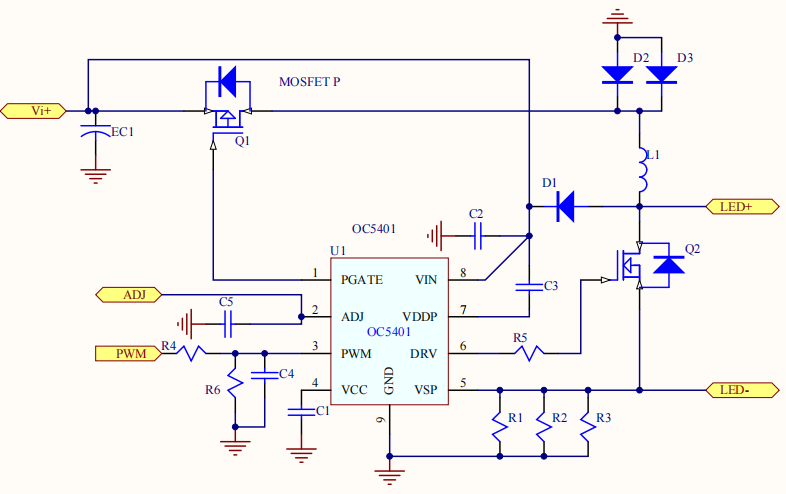 D2
D3
MOSFET P
Vi+
EC1
Q1
L1
D1
LED+
C2
OC5401
U1
Q2
1
PGATE
VIN
8
C3
ADJ
C5
2
ADJ
VDDP
7
OC5401
R4
R5
PWM
3
PWM
DRV
6
R6
C4
4
VCC
GND
VSP
5
LED-
C1
9
R1
R2
R3